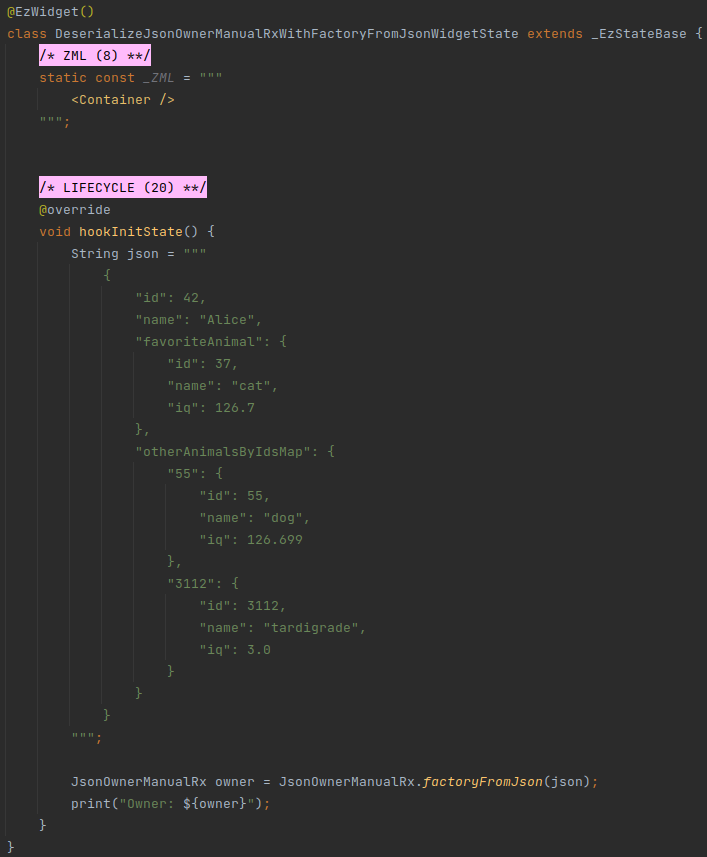 @EzWidget()
class DeserializeJsonOwnerManualRxWithFactoryFromJsonWidgetState extends _EzStateBase {
    /* ZML (8) **/
    static const _ZML = """
        <Container />
    """;

    /* LIFECYCLE (20) **/
    @override
    void hookInitState() {
        String json = """
            {
                "id": 42,
                "name": "Alice",
                "favoriteAnimal": {
                    "id": 37,
                    "name": "cat",
                    "iq": 126.7
                },
                "otherAnimalsByIdsMap": {
                    "55": {
                        "id": 55,
                        "name": "dog",
                        "iq": 126.699
                    },
                    "3112": {
                        "id": 3112,
                        "name": "tardigrade",
                        "iq": 3.0
                    }
                }
            }
        """;

        JsonOwnerManualRx owner = JsonOwnerManualRx.factoryFromJson(json);
        print("Owner: ${owner}");
    }
}